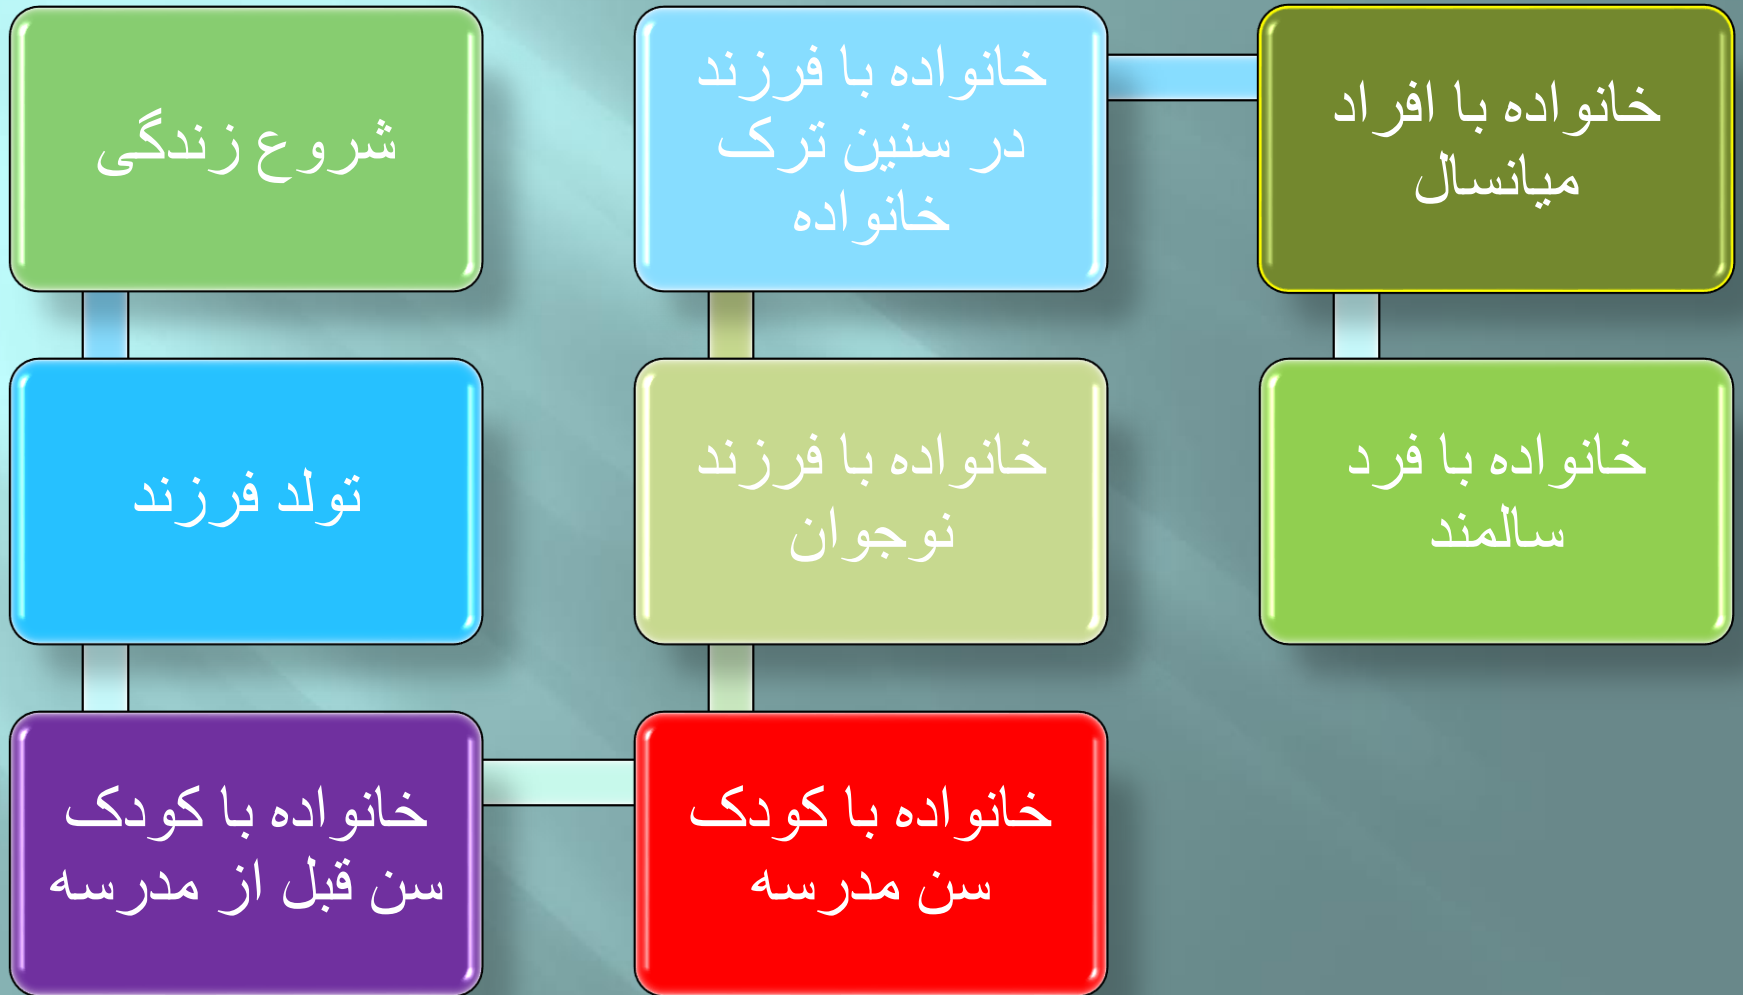 شروع زندگی
تولد فرزند
خانواده با کودک
سن قبل از مدرسه
خانواده با کودک
سن مدرسه
خانواده با فرزند
نوجوان
خانواده با فرزند
در سنین ترک
خانواده
خانواده با افراد
میانسال
خانواده با فرد
سالمند